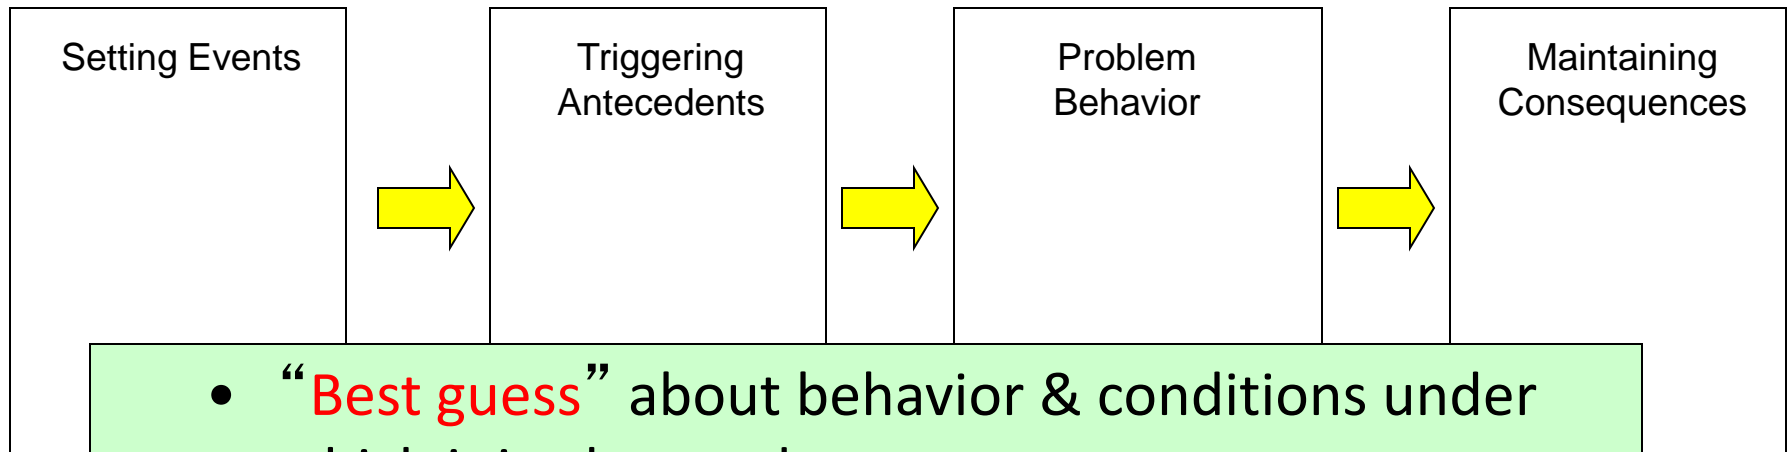 Setting Events
Triggering
Antecedents
Problem
Behavior
Maintaining
Consequences
• “Best guess” about behavior & conditions under